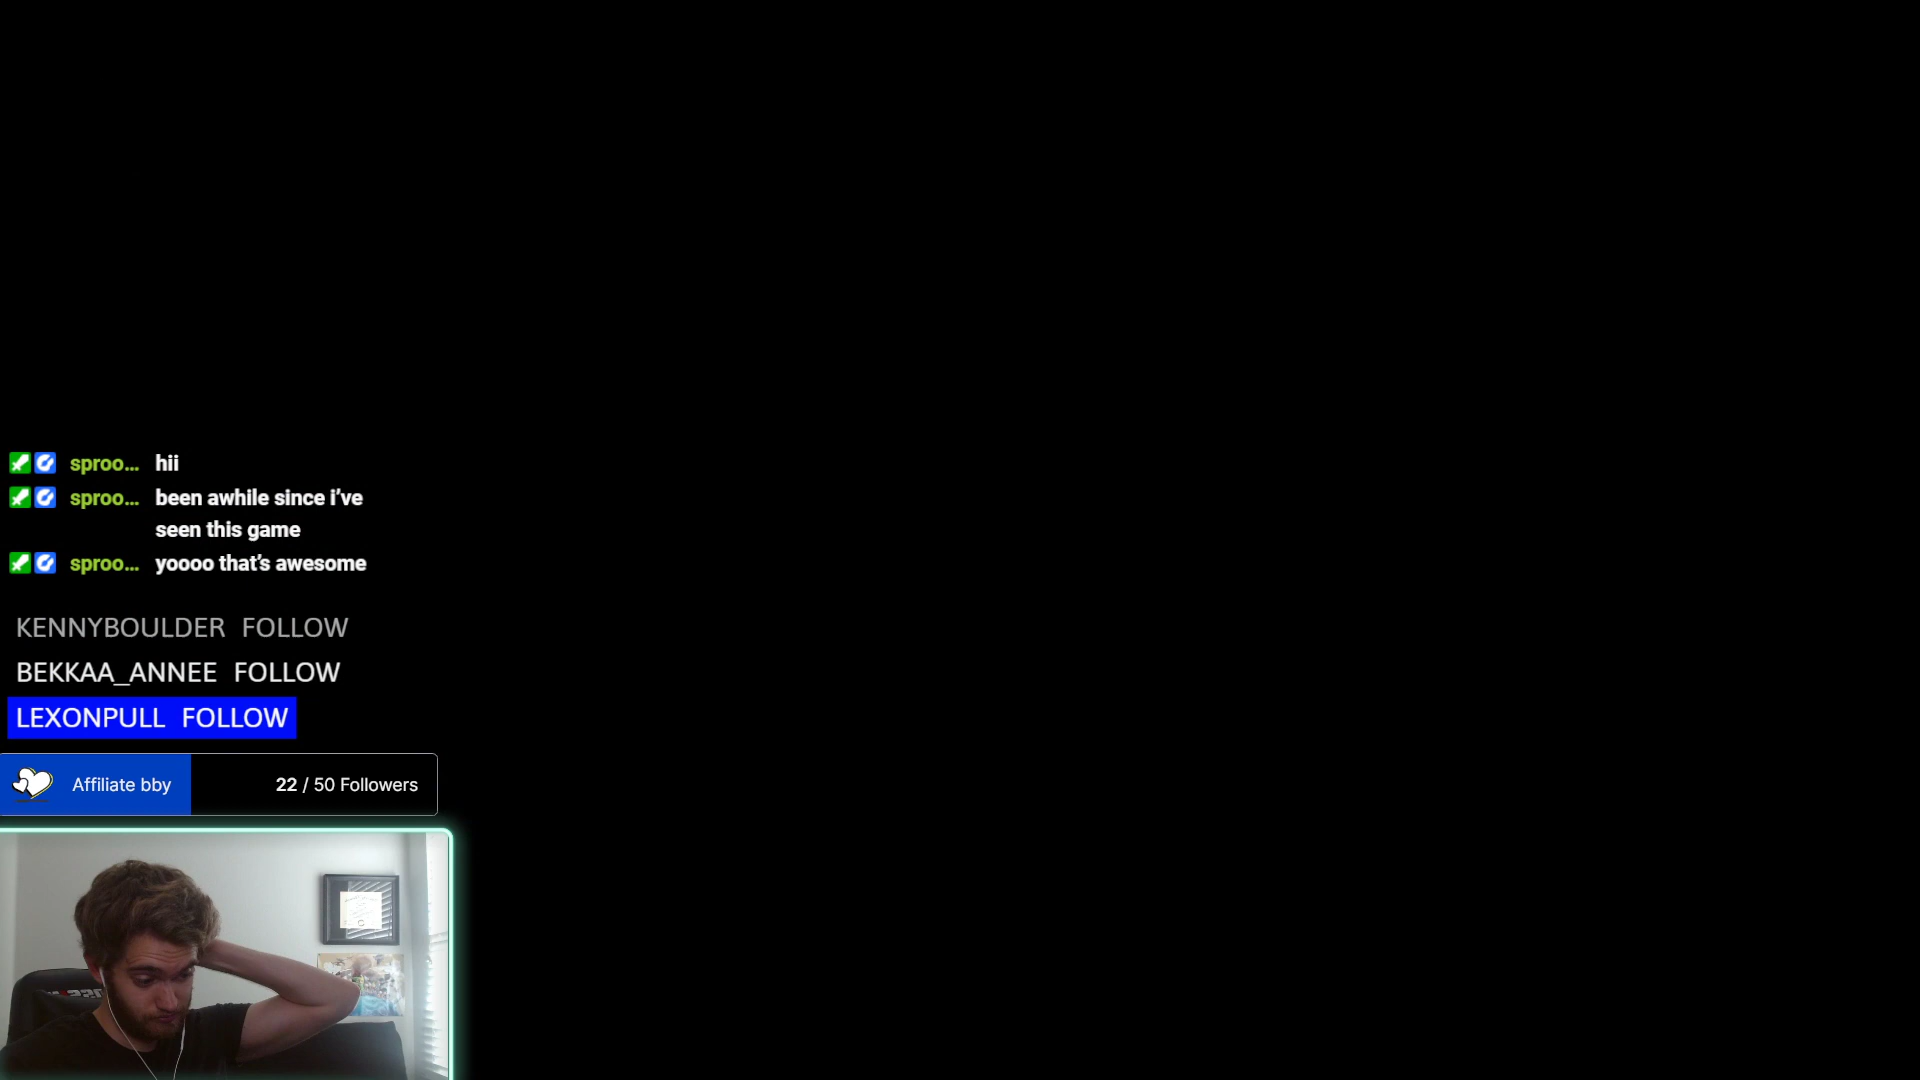 sproo... hii
sproo... been awhile since i've
seen this game
sproo... yoooo that's awesome
KENNYBOULDER FOLLOW
BEKKAA_ANNEE FOLLOW
LEXONPULL FOLLOW
Affiliate bby 22 / 50 Followers